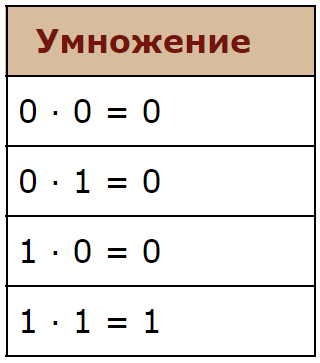 Умножение
0 · 0 = 0
0 · 1 = 0
1 · 0 = 0
1 · 1 = 1